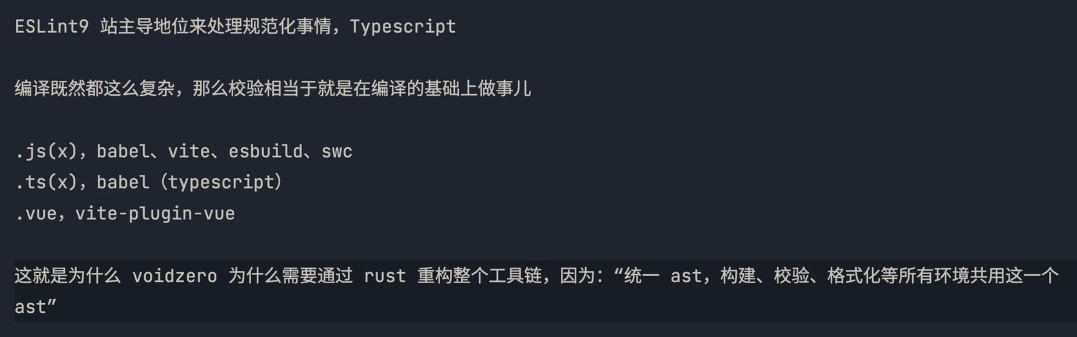 ESLint9 站主导地位来处理规范化事情，Typescript
编译既然都这么复杂，那么校验相当于就是在编译的基础上做事儿
.js(x)，babel、vite、esbuild、swc
.ts(x)，babel（typescript）
.vue，vite-plugin-vue
这就是为什么 voidzero 为什么需要通过 rust 重构整个工具链，因为：“统一 ast，构建、校验、格式化等所有环境共用这一个
ast”